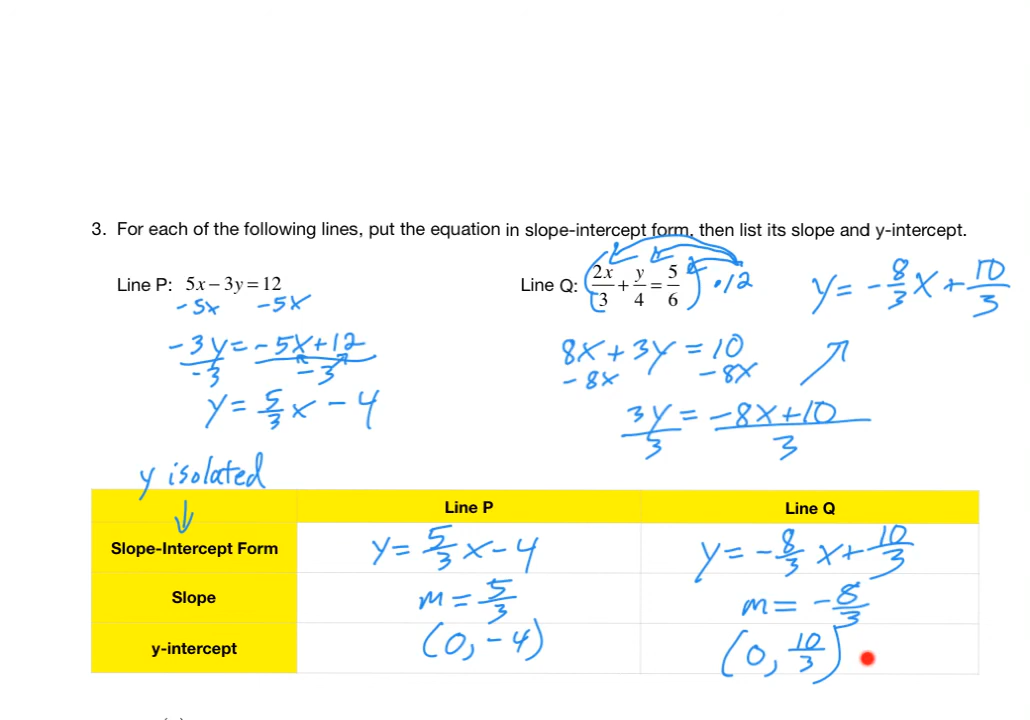 3. For each of the following lines, put the equation in slope-intercept form, then list its slope and y-intercept.
Line P: 5x − 3y = 12
−5x −5x
−3y = −5x + 12
−3 −3
y = 5/3 x − 4
Line Q: (2x/3 + y/4 = 5/6) · 12
8x + 3y = 10
−8x −8x
3y = −8x + 10
3 3
y = −8/3 x + 10/3
y isolated
Line P Line Q
Slope-Intercept Form y = 5/3 x − 4 y = −8/3 x + 10/3
Slope m = 5/3 m = −8/3
y-intercept (0, −4) (0, 10/3)